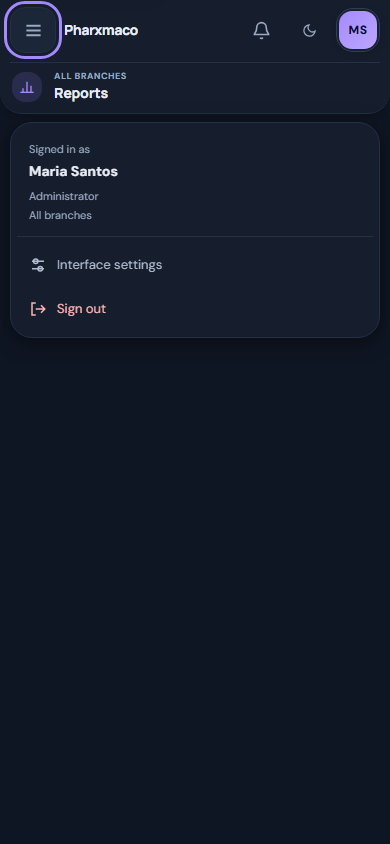 Pharxmaco
MS
ALL BRANCHES
Reports
Signed in as
Maria Santos
Administrator
All branches
Interface settings
Sign out